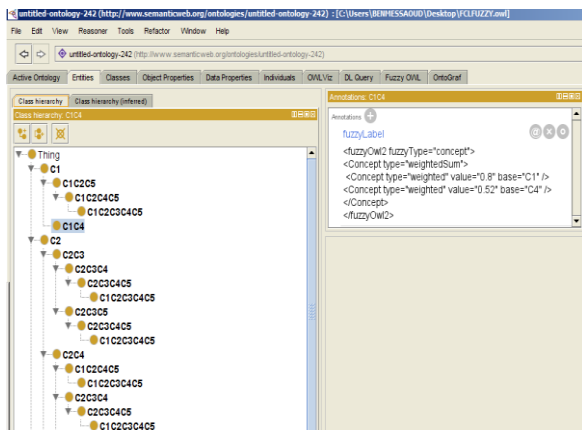 untitled-ontology-242 (http://www.semanticweb.org/ontologies/untitled-ontology-242) : [C:\Users\BENMESSAOUD\Desktop\FCLFUZZY.owl]
File Edit View Reasoner Tools Refactor Window Help
untitled-ontology-242 (http://www.semanticweb.org/ontologies/untitled-ontology-242)
Active Ontology Entities Classes Object Properties Data Properties Individuals OWLViz DL Query Fuzzy OWL OntoGraf
Class hierarchy Class hierarchy (inferred)
Class hierarchy: C1C4
Thing
C1
C1C2C5
C1C2C4C5
C1C2C3C4C5
C1C4
C2
C2C3
C2C3C4
C2C3C4C5
C1C2C3C4C5
C2C3C5
C2C3C4C5
C1C2C3C4C5
C2C4
C1C2C4C5
C1C2C3C4C5
C2C3C4
C2C3C4C5
C1C2C3C4C5
Annotations: C1C4
Annotations
fuzzyLabel
<fuzzyOwl2 fuzzyType="concept">
<Concept type="weightedSum">
<Concept type="weighted" value="0.8" base="C1" />
<Concept type="weighted" value="0.52" base="C4" />
</Concept>
</fuzzyOwl2>